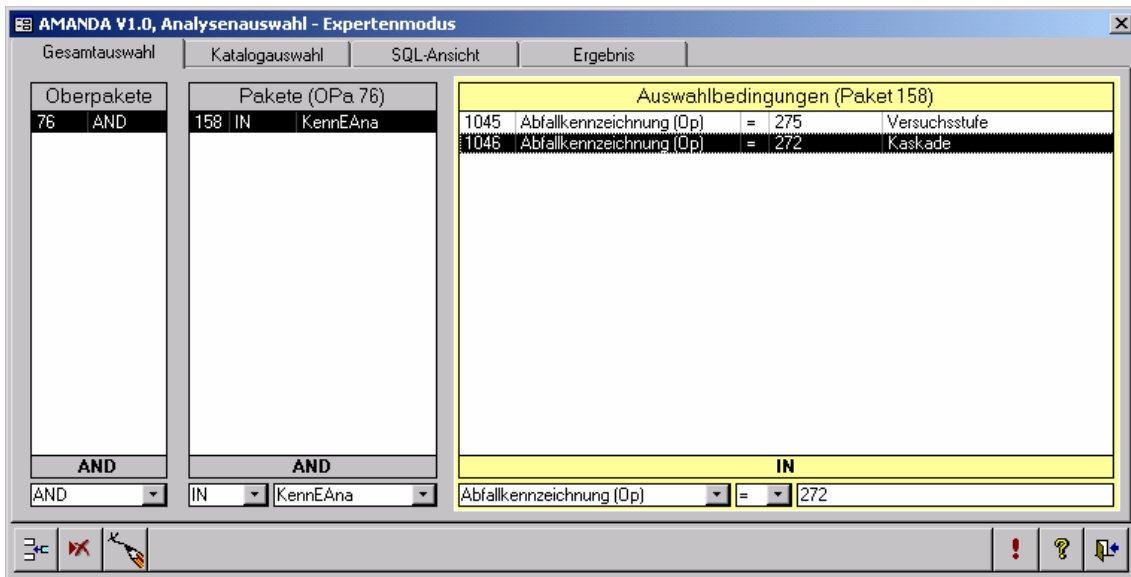 AMANDA V1.0, Analysenauswahl - Expertenmodus
Gesamtauswahl Katalogauswahl SQL-Ansicht Ergebnis
Oberpakete Pakete (OPa 76) Auswahlbedingungen (Paket 158)
76 AND 158 IN KennEAna 1045 Abfallkennzeichnung (Op) = 275 Versuchsstufe
1046 Abfallkennzeichnung (Op) = 272 Kaskade
AND AND IN
AND IN KennEAna Abfallkennzeichnung (Op) = 272